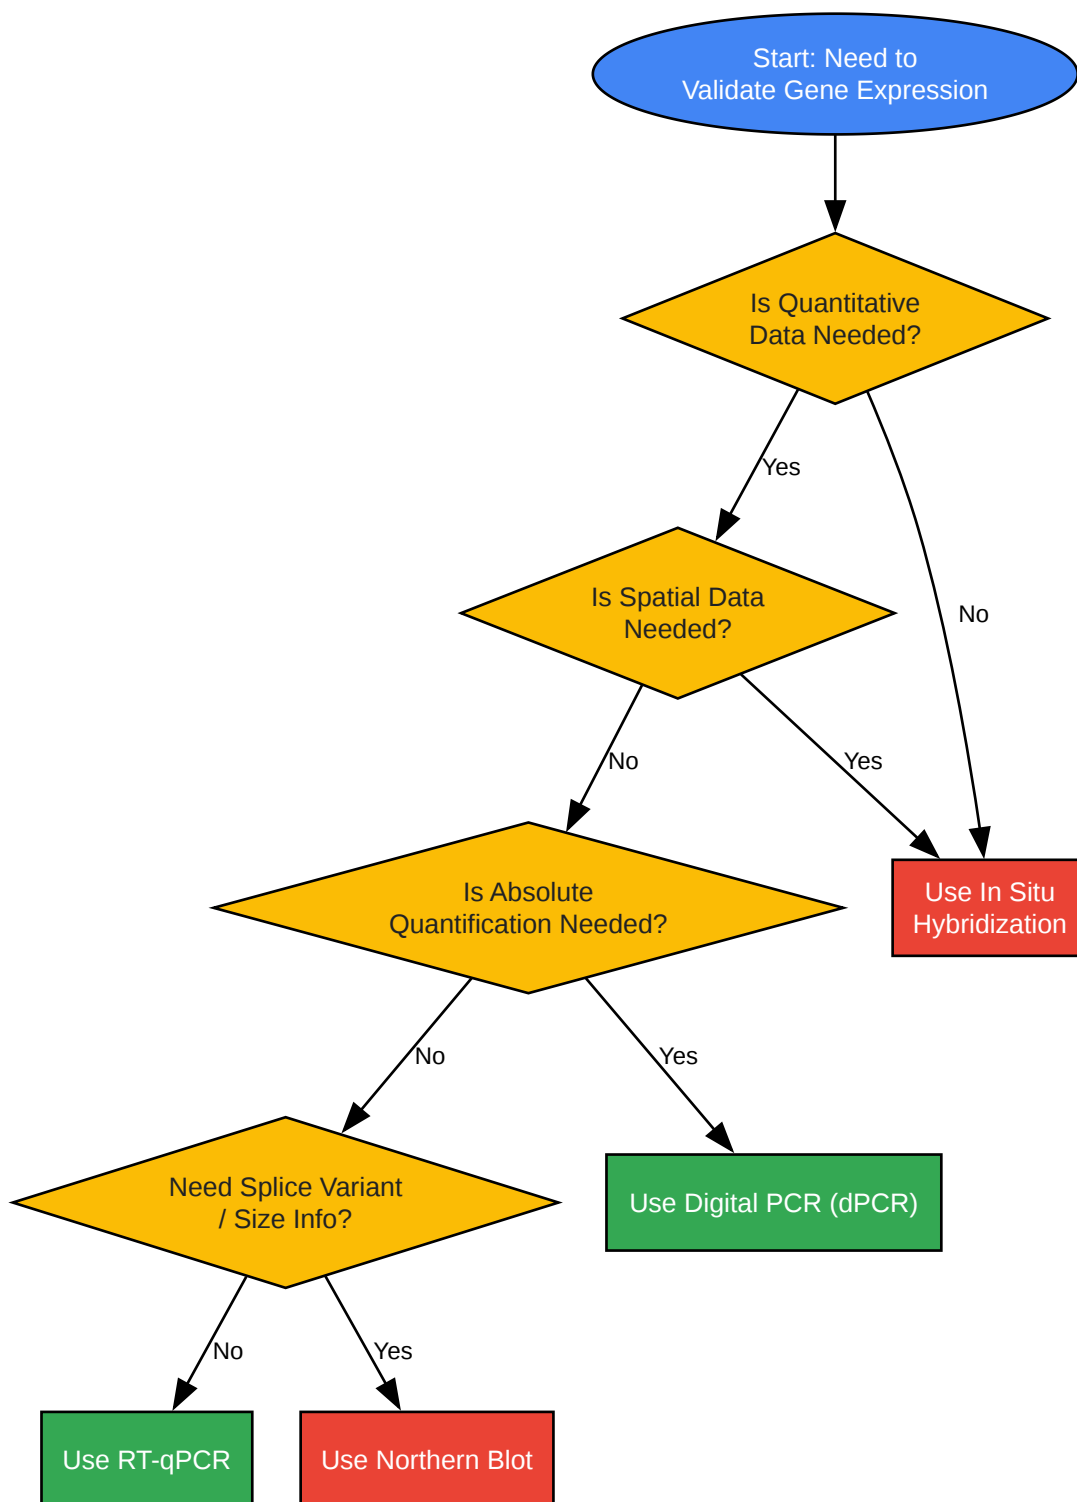 Start: Need to
Validate Gene Expression
Is Quantitative
Data Needed?
Yes
Is Spatial Data
Needed?
No
No
Yes
Is Absolute
Quantification Needed?
Use In Situ
Hybridization
No
Yes
Need Splice Variant
/ Size Info?
Use Digital PCR (dPCR)
No
Yes
Use RT-qPCR
Use Northern Blot